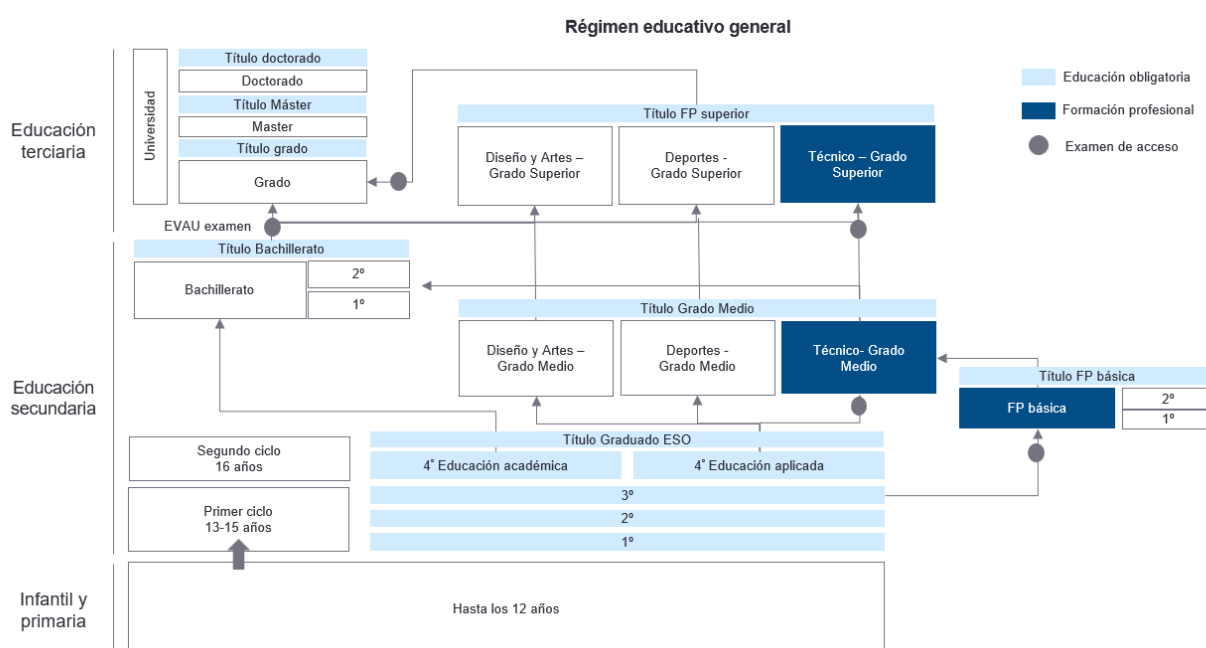 Régimen educativo general
Educación obligatoria
Formación profesional
Examen de acceso
Educación
terciaria
Universidad
Título doctorado
Doctorado
Título Máster
Master
Título grado
Grado
EVAU examen
Título FP superior
Diseño y Artes –
Grado Superior
Deportes -
Grado Superior
Técnico – Grado
Superior
Educación
secundaria
Título Bachillerato
Bachillerato
2º
1º
Título Grado Medio
Diseño y Artes –
Grado Medio
Deportes -
Grado Medio
Técnico- Grado
Medio
Título FP básica
FP básica
2º
1º
Segundo ciclo
16 años
Primer ciclo
13-15 años
Título Graduado ESO
4º Educación académica
4º Educación aplicada
3º
2º
1º
Infantil y
primaria
Hasta los 12 años